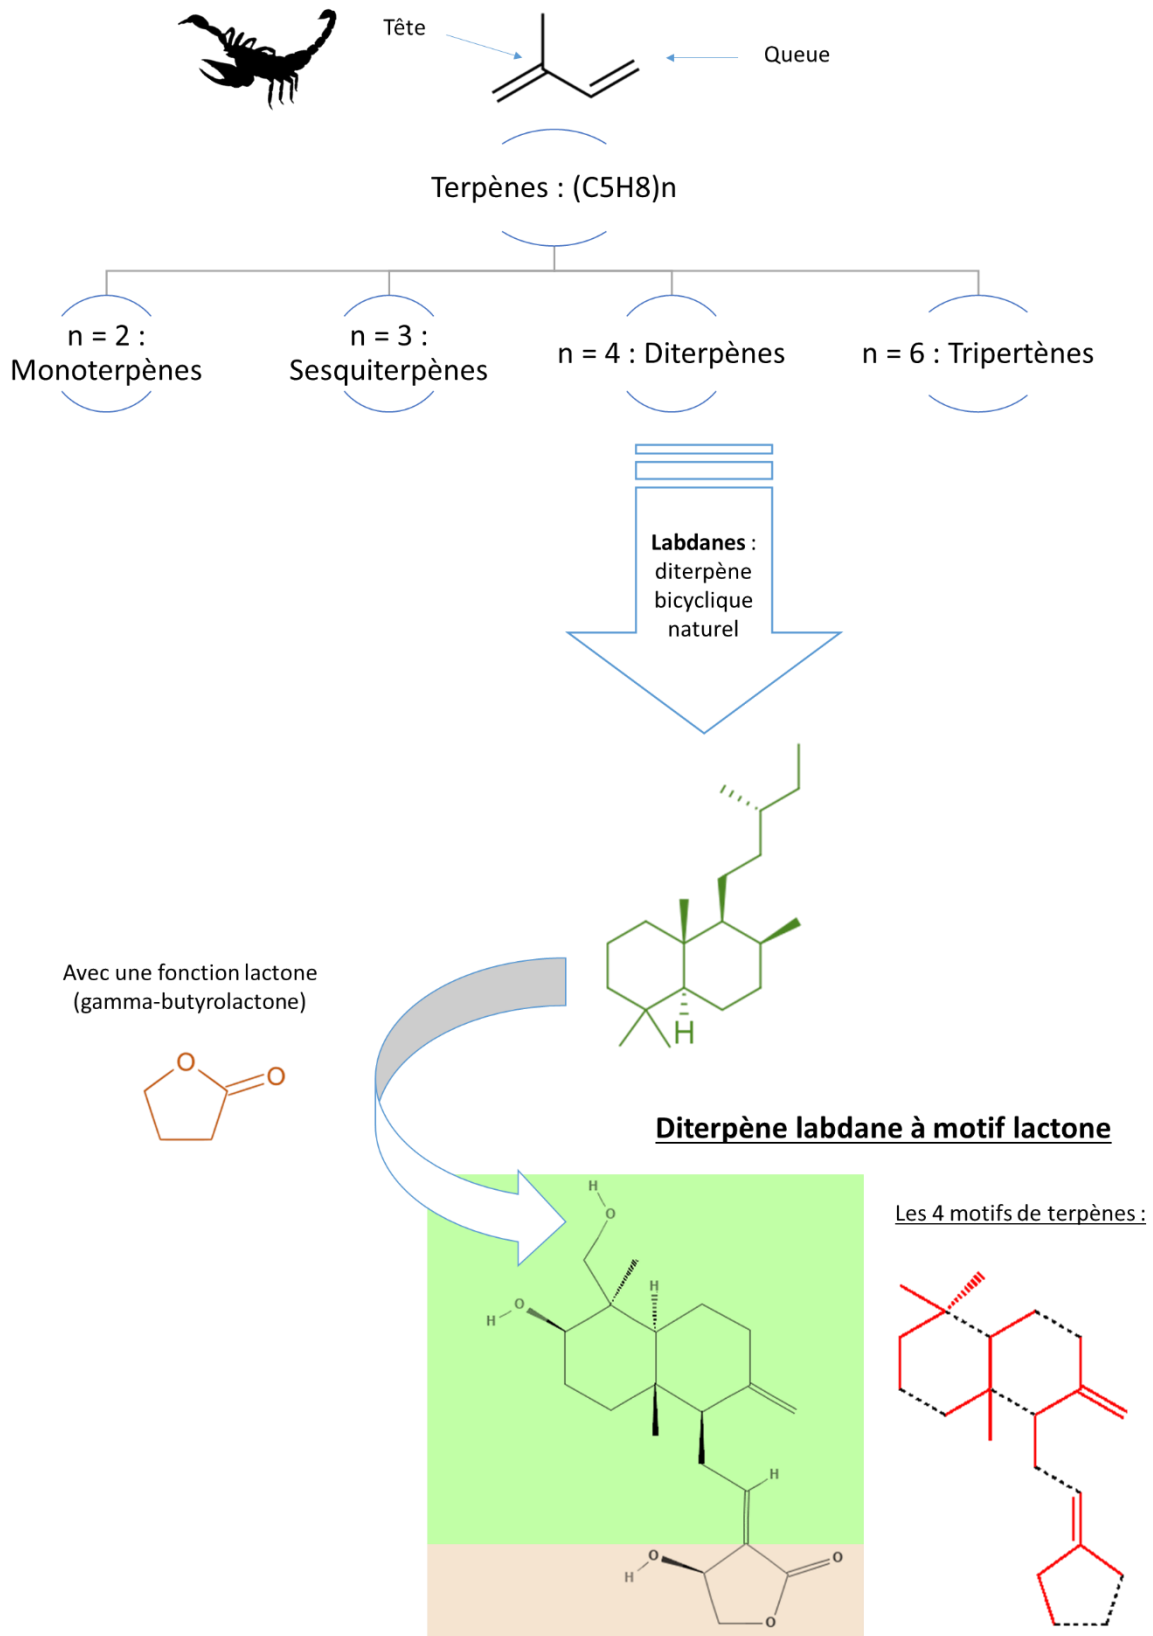 Tête
Queue
Terpènes : (C5H8)n
n = 2 :
Monoterpènes
n = 3 :
Sesquiterpènes
n = 4 : Diterpènes
n = 6 : Tripertènes
Labdanes :
diterpène
bicyclique
naturel
H
Avec une fonction lactone
(gamma-butyrolactone)
O
O
Diterpène labdane à motif lactone
Les 4 motifs de terpènes :
H
O
H
O
H
H
O
H
O
O